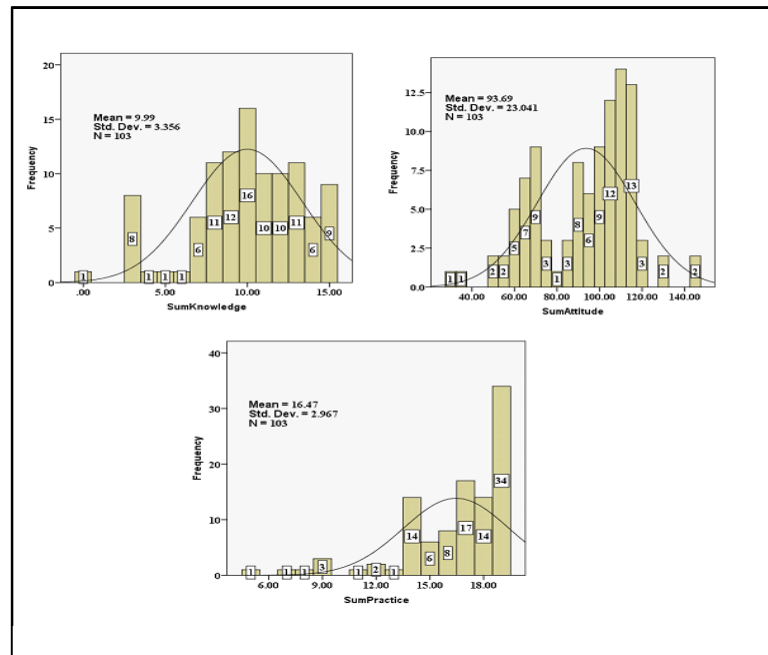 20
15
10
5
0
Frequency
Mean = 9.99
Std. Dev. = 3.356
N = 103
1 8 1 1 1 6 11 12 16 10 10 11 6 9
.00 5.00 10.00 15.00
SumKnowledge
12.5
10.0
7.5
5.0
2.5
0.0
Frequency
Mean = 93.69
Std. Dev. = 23.041
N = 103
1 1 2 2 5 7 9 3 1 3 8 6 9 12 13 3 2 2
40.00 60.00 80.00 100.00 120.00 140.00
SumAttitude
40
30
20
10
0
Frequency
Mean = 16.47
Std. Dev. = 2.967
N = 103
1 1 1 3 1 2 1 14 6 8 17 14 34
6.00 9.00 12.00 15.00 18.00
SumPractice